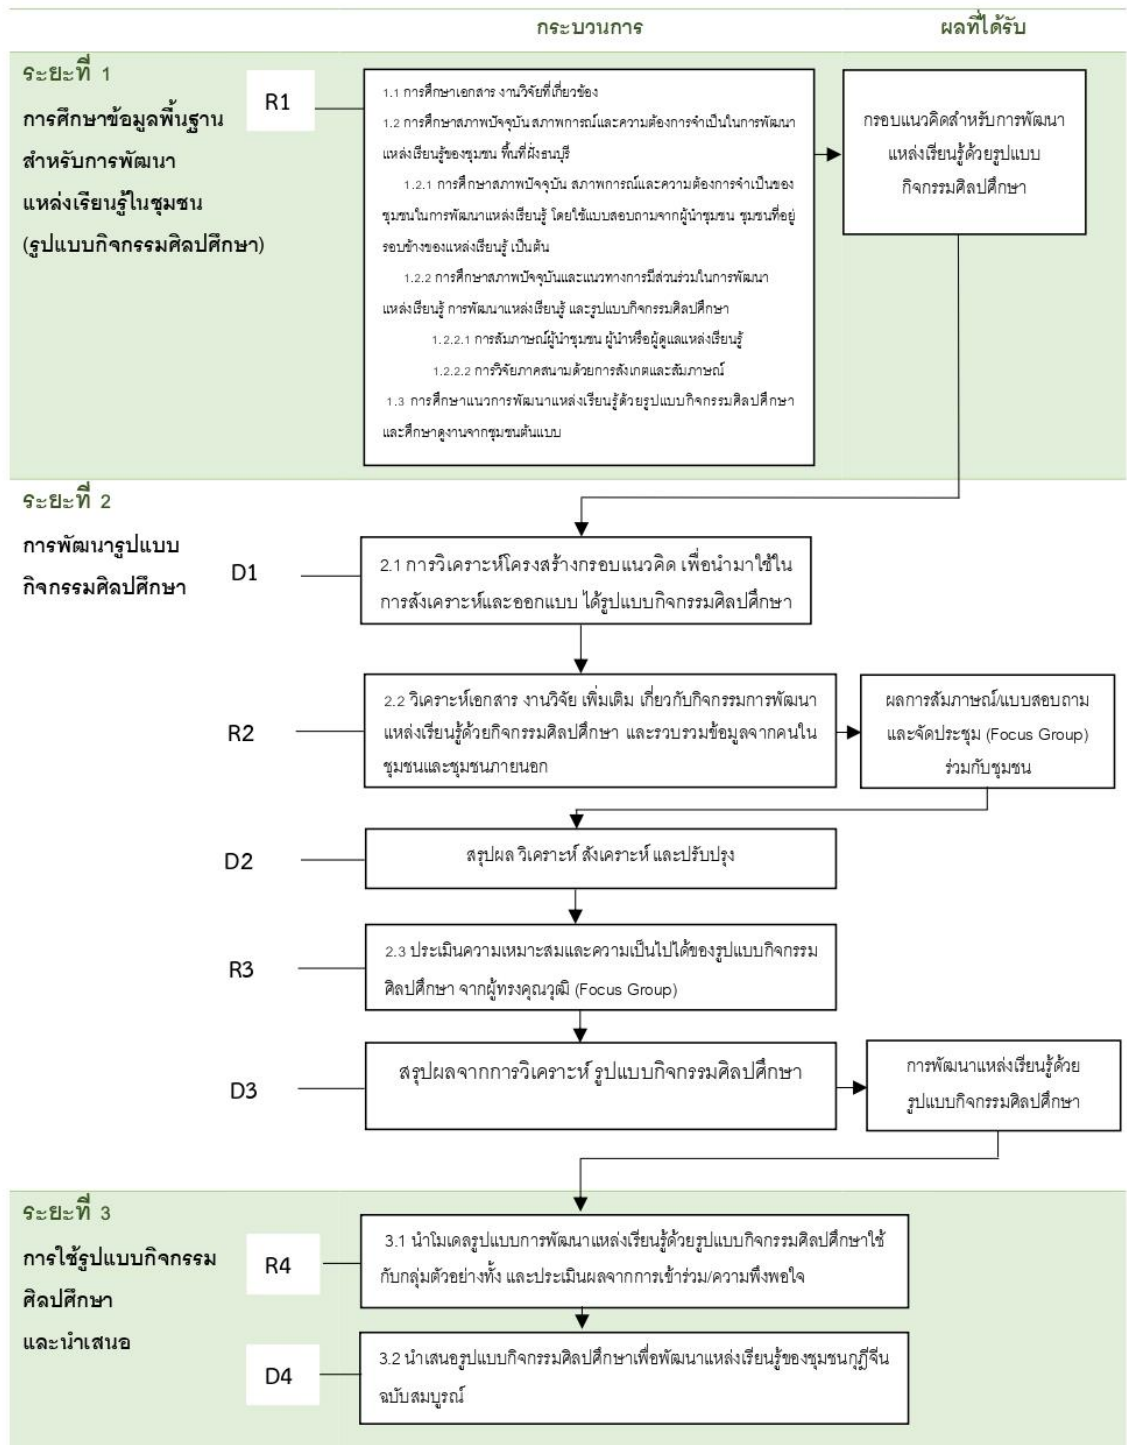 กระบวนการ
ผลที่ได้รับ
ระยะที่ 1
การศึกษาข้อมูลพื้นฐาน
สำหรับการพัฒนา
แหล่งเรียนรู้ในชุมชน
(รูปแบบกิจกรรมศิลปศึกษา)
R1
1.1 การศึกษาเอกสาร งานวิจัยที่เกี่ยวข้อง
1.2 การศึกษาสภาพปัจจุบัน สภาพการณ์และความต้องการจำเป็นในการพัฒนา
แหล่งเรียนรู้ของชุมชน พื้นที่ฝั่งธนบุรี
1.2.1 การศึกษาสภาพปัจจุบัน สภาพการณ์และความต้องการจำเป็นของ
ชุมชนในการพัฒนาแหล่งเรียนรู้ โดยใช้แบบสอบถามจากผู้นำชุมชน ชุมชนที่อยู่
รอบข้างของแหล่งเรียนรู้ เป็นต้น
1.2.2 การศึกษาสภาพปัจจุบันและแนวทางการมีส่วนร่วมในการพัฒนา
แหล่งเรียนรู้ การพัฒนาแหล่งเรียนรู้ และรูปแบบกิจกรรมศิลปศึกษา
1.2.2.1 การสัมภาษณ์ผู้นำชุมชน ผู้นำหรือผู้ดูแลแหล่งเรียนรู้
1.2.2.2 การวิจัยภาคสนามด้วยการสังเกตและสัมภาษณ์
1.3 การศึกษาแนวการพัฒนาแหล่งเรียนรู้ด้วยรูปแบบกิจกรรมศิลปศึกษา
และศึกษาดูงานจากชุมชนต้นแบบ
กรอบแนวคิดสำหรับการพัฒนา
แหล่งเรียนรู้ด้วยรูปแบบ
กิจกรรมศิลปศึกษา
ระยะที่ 2
การพัฒนารูปแบบ
กิจกรรมศิลปศึกษา
D1
2.1 การวิเคราะห์โครงสร้างกรอบแนวคิด เพื่อนำมาใช้ใน
การสังเคราะห์และออกแบบ ได้รูปแบบกิจกรรมศิลปศึกษา
R2
2.2 วิเคราะห์เอกสาร งานวิจัย เพิ่มเติม เกี่ยวกับกิจกรรมการพัฒนา
แหล่งเรียนรู้ด้วยกิจกรรมศิลปศึกษา และรวบรวมข้อมูลจากคนใน
ชุมชนและชุมชนภายนอก
ผลการสัมภาษณ์/แบบสอบถาม
และจัดประชุม (Focus Group)
ร่วมกับชุมชน
D2
สรุปผล วิเคราะห์ สังเคราะห์ และปรับปรุง
R3
2.3 ประเมินความเหมาะสมและความเป็นไปได้ของรูปแบบกิจกรรม
ศิลปศึกษา จากผู้ทรงคุณวุฒิ (Focus Group)
D3
สรุปผลจากการวิเคราะห์ รูปแบบกิจกรรมศิลปศึกษา
การพัฒนาแหล่งเรียนรู้ด้วย
รูปแบบกิจกรรมศิลปศึกษา
ระยะที่ 3
การใช้รูปแบบกิจกรรม
ศิลปศึกษา
และนำเสนอ
R4
3.1 นำโมเดลรูปแบบการพัฒนาแหล่งเรียนรู้ด้วยรูปแบบกิจกรรมศิลปศึกษาใช้
กับกลุ่มตัวอย่างทั้ง และประเมินผลจากการเข้าร่วม/ความพึงพอใจ
D4
3.2 นำเสนอรูปแบบกิจกรรมศิลปศึกษาเพื่อพัฒนาแหล่งเรียนรู้ของชุมชนกุฎีจีน
ฉบับสมบูรณ์